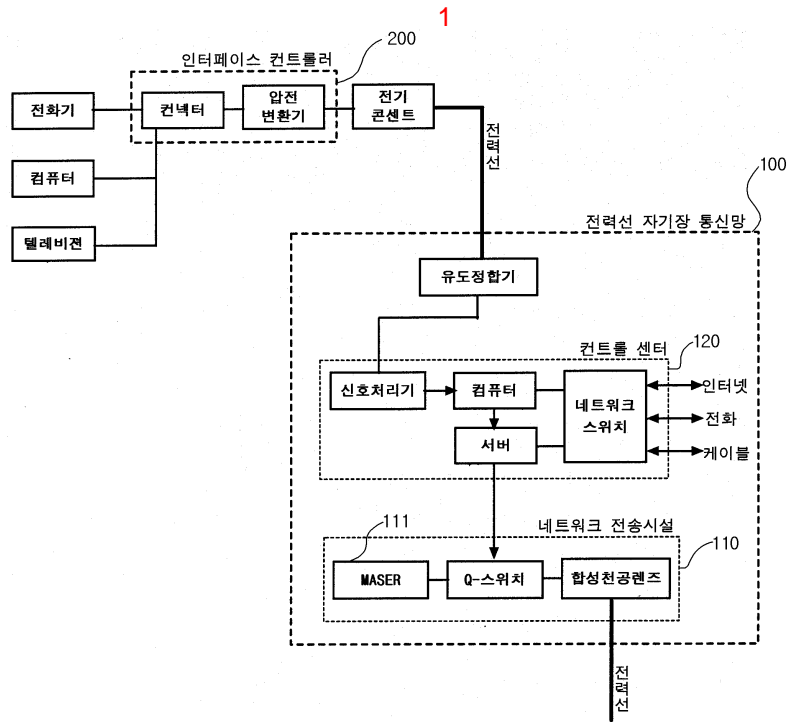 1
200
인터페이스 컨트롤러
전화기
컨넥터
압전
변환기
전기
콘센트
전력선
컴퓨터
텔레비젼
100
전력선 자기장 통신망
유도정합기
컨트롤 센터
120
신호처리기
컴퓨터
네트워크
스위치
인터넷
전화
서버
케이블
111
네트워크 전송시설
110
MASER
Q-스위치
합성천공렌즈
전력선